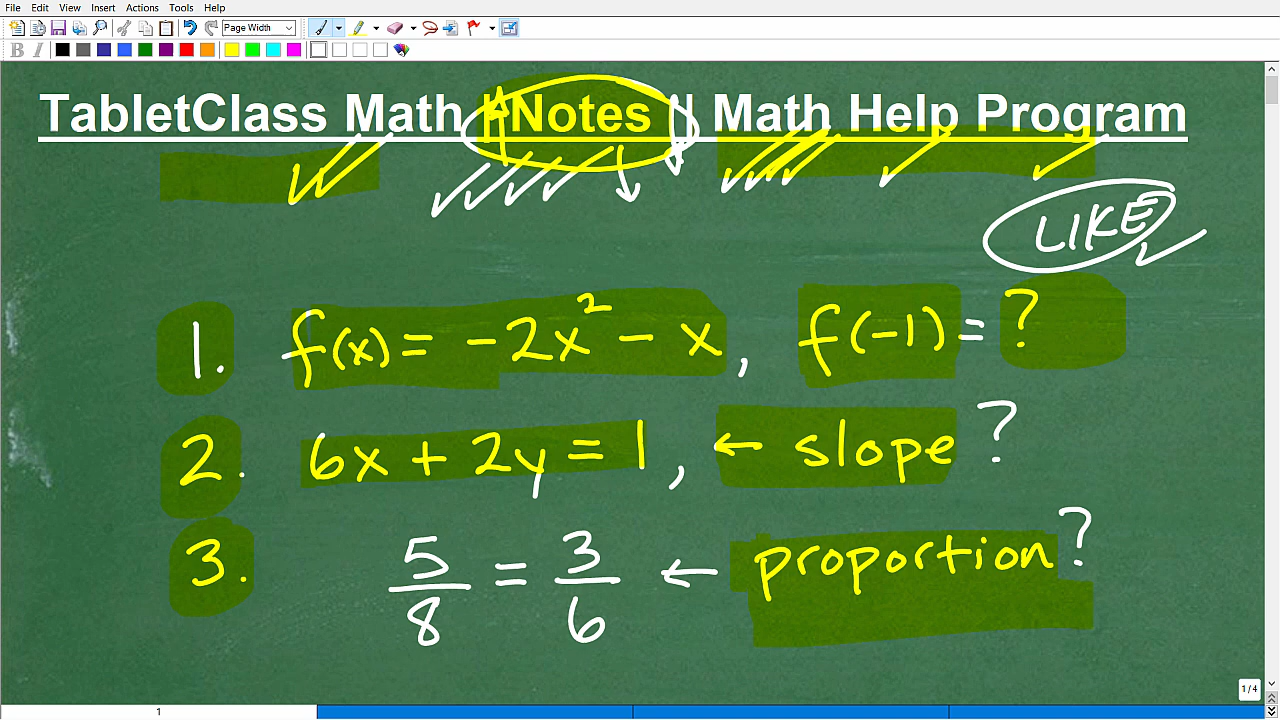 File Edit View Insert Actions Tools Help
Page Width
B I
TabletClass Math || Notes || Math Help Program
LIKE
1. f(x) = -2x² - x, f(-1) = ?
2. 6x + 2y = 1, ← slope?
3. 5/8 = 3/6 ← proportion?
1/4
1